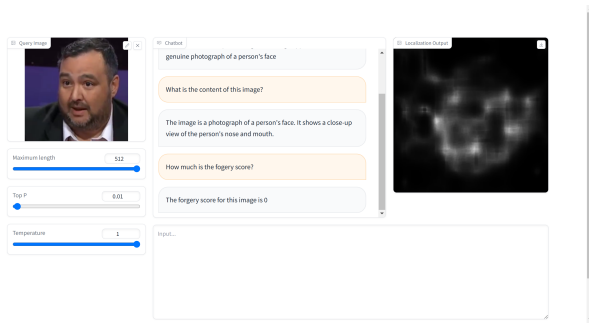 Query Image
Maximum length
512
Top P
0.01
Temperature
1
Chatbot
genuine photograph of a person's face
What is the content of this image?
The image is a photograph of a person's face. It shows a close-up
view of the person's nose and mouth.
How much is the fogery score?
The forgery score for this image is 0
Input...
Localization Output